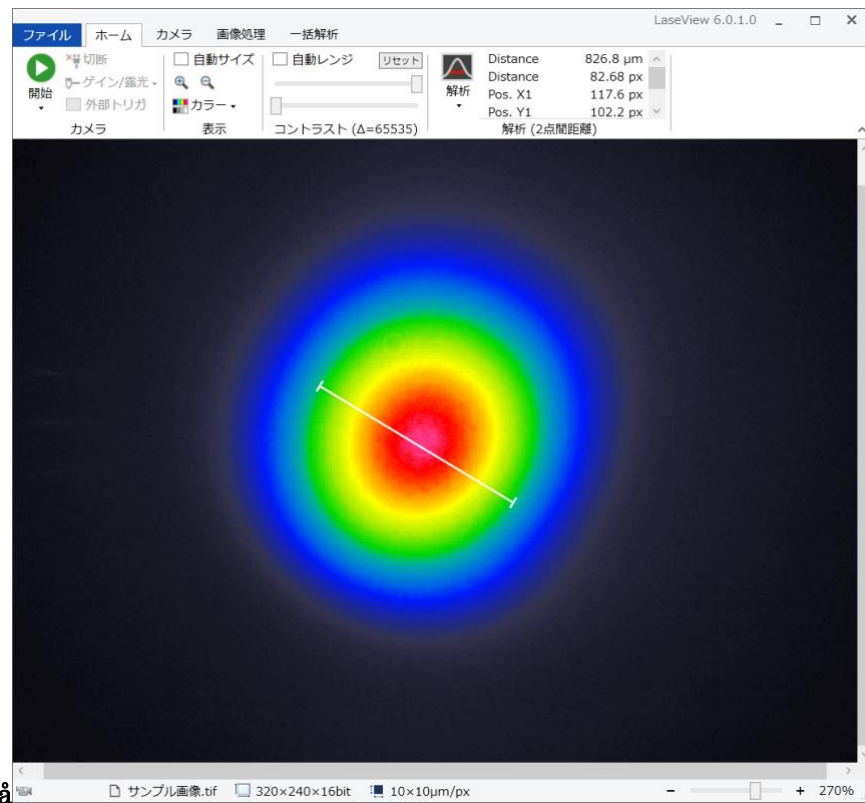 LaseView 6.0.1.0
ファイル ホーム カメラ 画像処理 一括解析
開始
切断
ゲイン/露光
外部トリガ
カメラ
自動サイズ
カラー
表示
自動レンジ リセット
コントラスト (Δ=65535)
解析
Distance 826.8 μm
Distance 82.68 px
Pos. X1 117.6 px
Pos. Y1 102.2 px
解析 (2点間距離)
å
サンプル画像.tif 320×240×16bit 10×10μm/px - + 270%